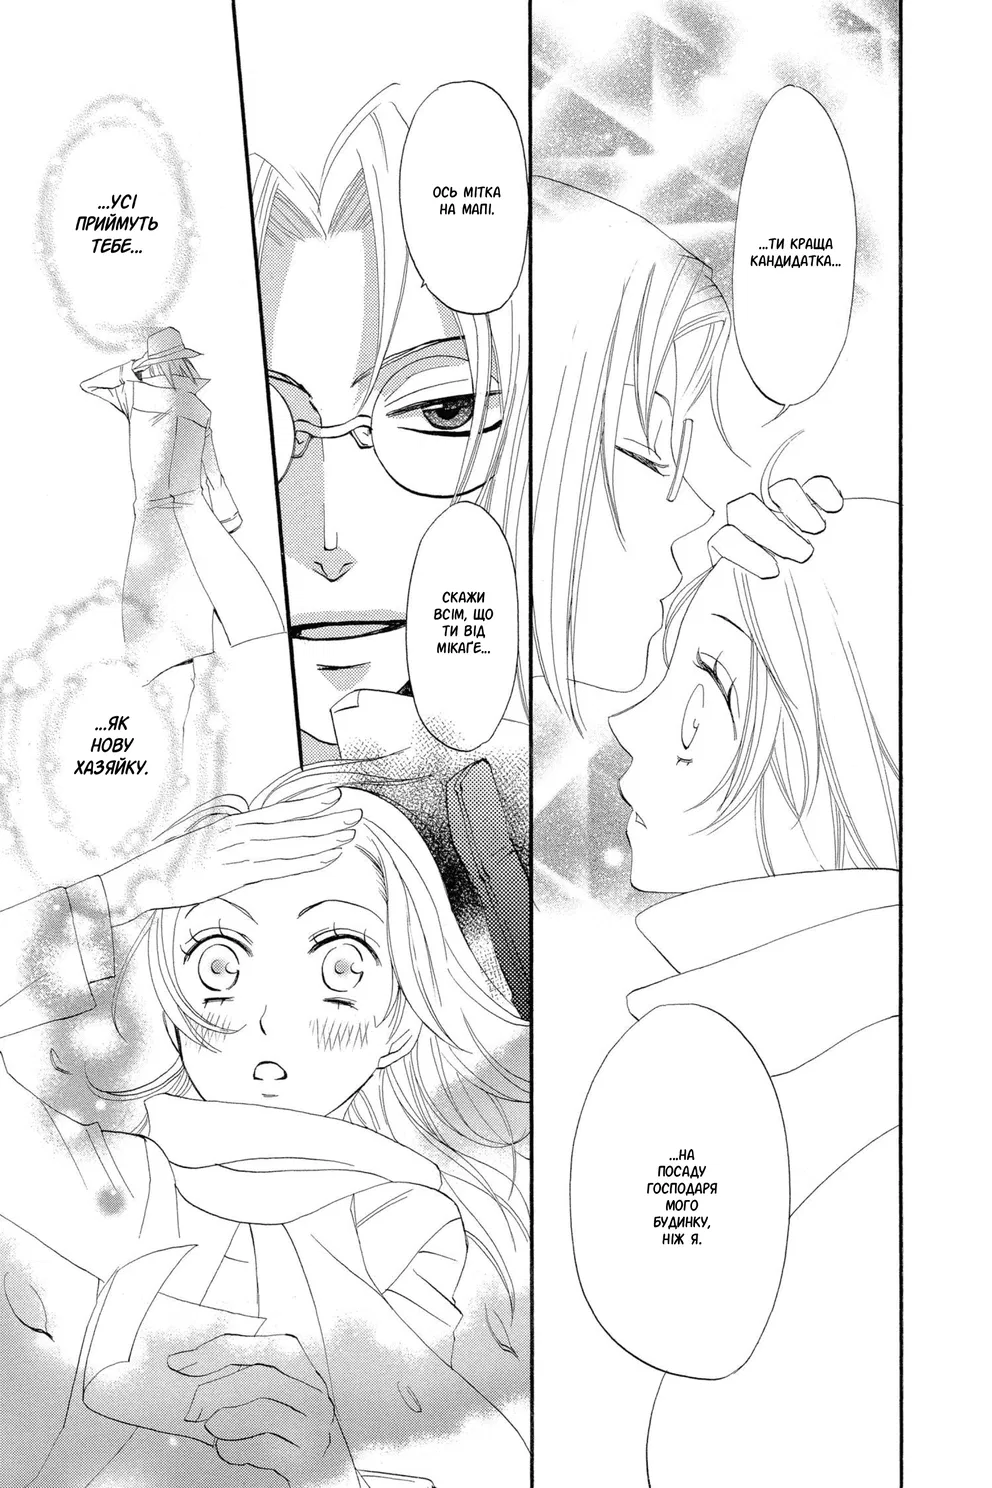 ...ТИ КРАЩА
КАНДИДАТКА...
...НА
ПОСАДУ
ГОСПОДАРЯ
МОГО
БУДИНКУ,
НІЖ Я.
ОСЬ МІТКА
НА МАПІ.
СКАЖИ
ВСІМ, ЩО
ТИ ВІД
МІКАҐЕ...
...УСІ
ПРИЙМУТЬ
ТЕБЕ...
...ЯК
НОВУ
ХАЗЯЙКУ.